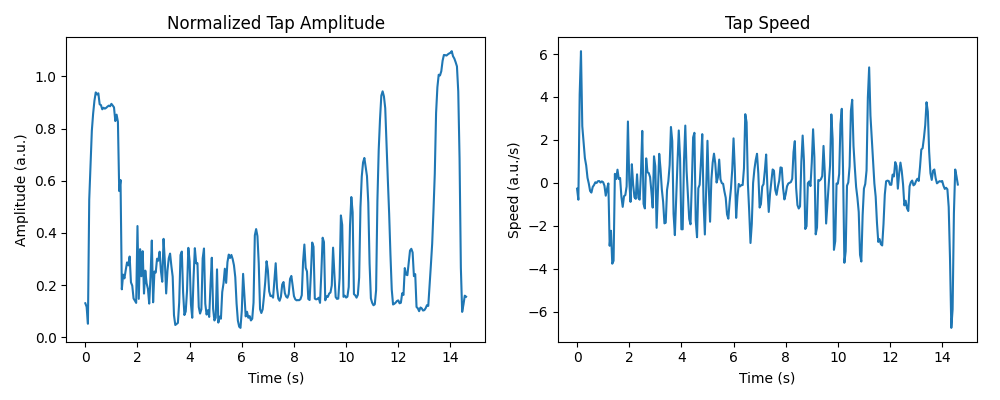 Normalized Tap Amplitude
Amplitude (a.u.)
1.0
0.8
0.6
0.4
0.2
0.0
0 2 4 6 8 10 12 14
Time (s)
Tap Speed
Speed (a.u./s)
6
4
2
0
−2
−4
−6
0 2 4 6 8 10 12 14
Time (s)